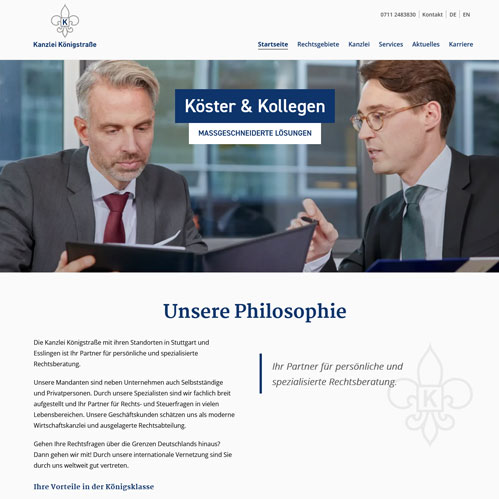 K
0711 2483830 | Kontakt | DE | EN
Kanzlei Königstraße
Startseite Rechtsgebiete Kanzlei Services Aktuelles Karriere
Köster & Kollegen
MASSGESCHNEIDERTE LÖSUNGEN
Unsere Philosophie
Die Kanzlei Königstraße mit ihren Standorten in Stuttgart und
Esslingen ist Ihr Partner für persönliche und spezialisierte
Rechtsberatung.
Unsere Mandanten sind neben Unternehmen auch Selbstständige
und Privatpersonen. Durch unsere Spezialisten sind wir fachlich breit
aufgestellt und Ihr Partner für Rechts- und Steuerfragen in vielen
Lebensbereichen. Unsere Geschäftskunden schätzen uns als moderne
Wirtschaftskanzlei und ausgelagerte Rechtsabteilung.
Gehen Ihre Rechtsfragen über die Grenzen Deutschlands hinaus?
Dann gehen wir mit! Durch unsere internationale Vernetzung sind Sie
durch uns weltweit gut vertreten.
Ihre Vorteile in der Königsklasse
Ihr Partner für persönliche und
spezialisierte Rechtsberatung.
K